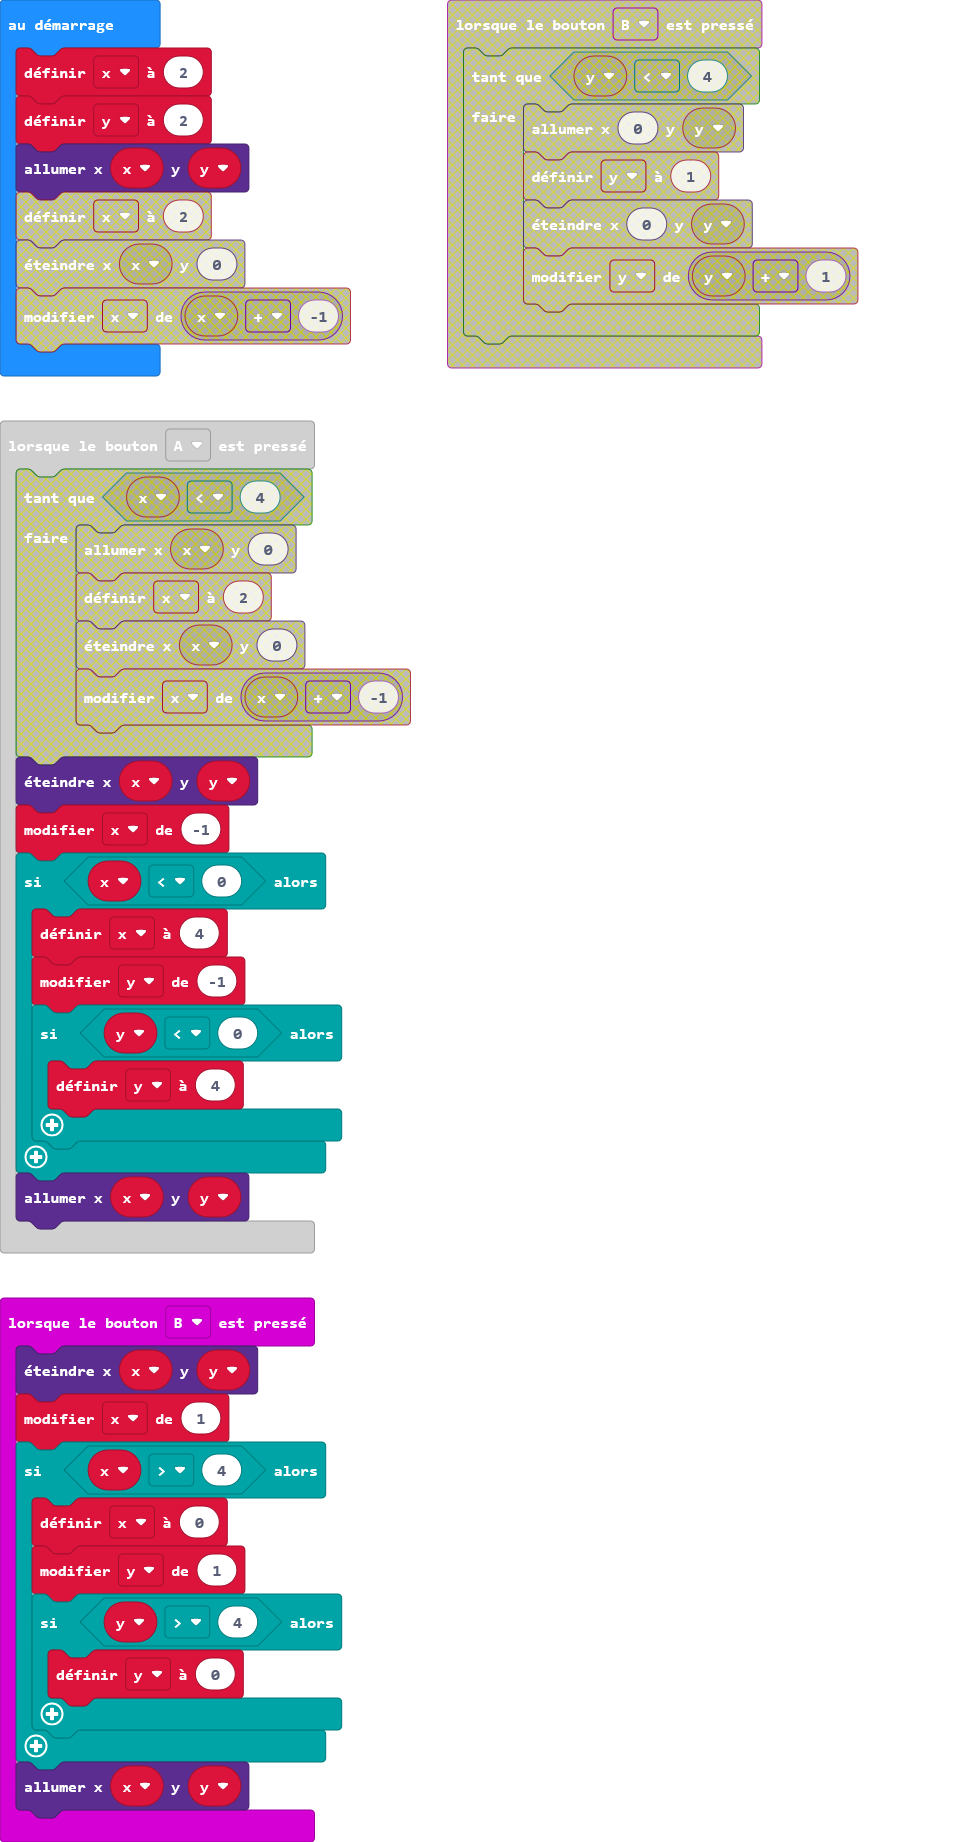 au démarrage
définir x à 2
définir y à 2
allumer x x y y
définir x à 2
éteindre x x y 0
modifier x de x + -1
lorsque le bouton B est pressé
tant que y < 4
faire
allumer x 0 y y
définir y à 1
éteindre x 0 y y
modifier y de y + 1
lorsque le bouton A est pressé
tant que x < 4
faire
allumer x x y 0
définir x à 2
éteindre x x y 0
modifier x de x + -1
éteindre x x y y
modifier x de -1
si x < 0 alors
définir x à 4
modifier y de -1
si y < 0 alors
définir y à 4
allumer x x y y
lorsque le bouton B est pressé
éteindre x x y y
modifier x de 1
si x > 4 alors
définir x à 0
modifier y de 1
si y > 4 alors
définir y à 0
allumer x x y y